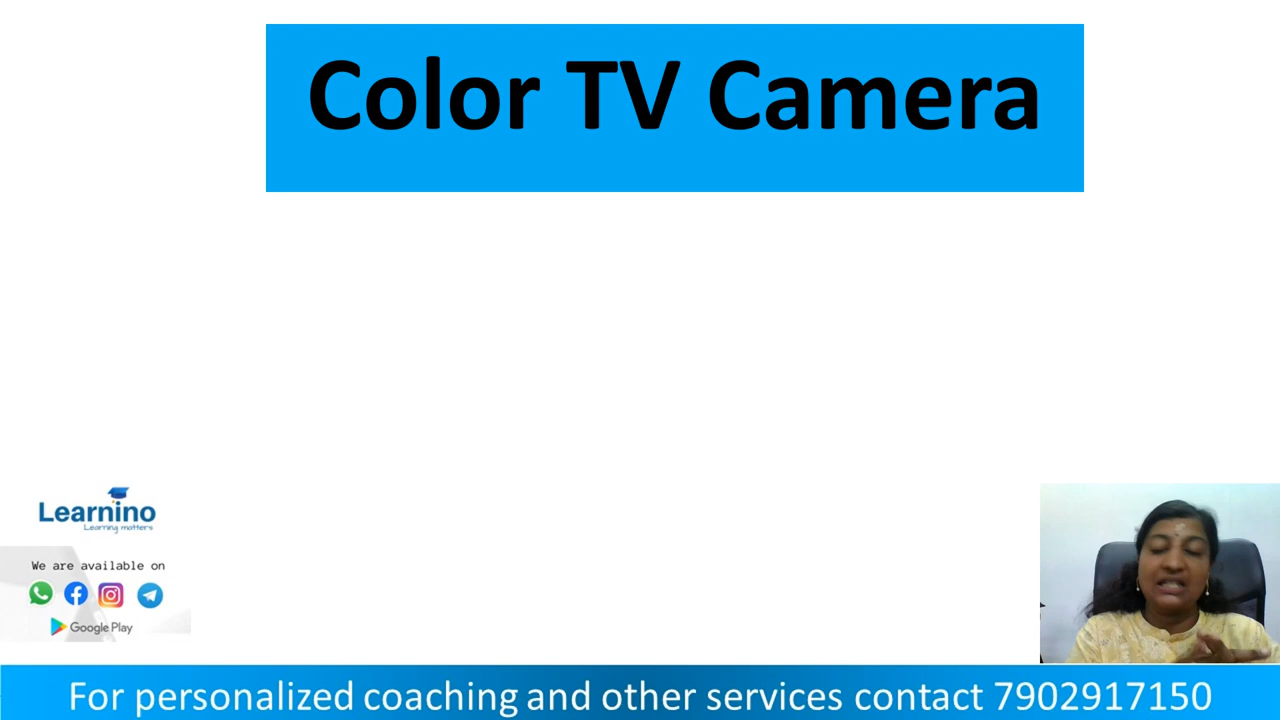 Color TV Camera
Learnino
Learning matters
We are available on
Google Play
For personalized coaching and other services contact 7902917150